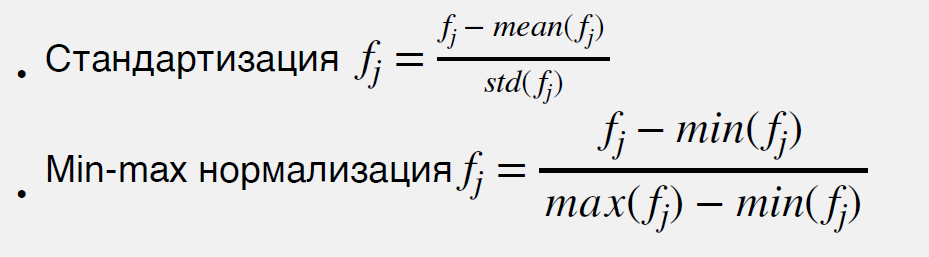 • Стандартизация f_j = (f_j − mean(f_j)) / std(f_j)
• Min-max нормализация f_j = (f_j − min(f_j)) / (max(f_j) − min(f_j))